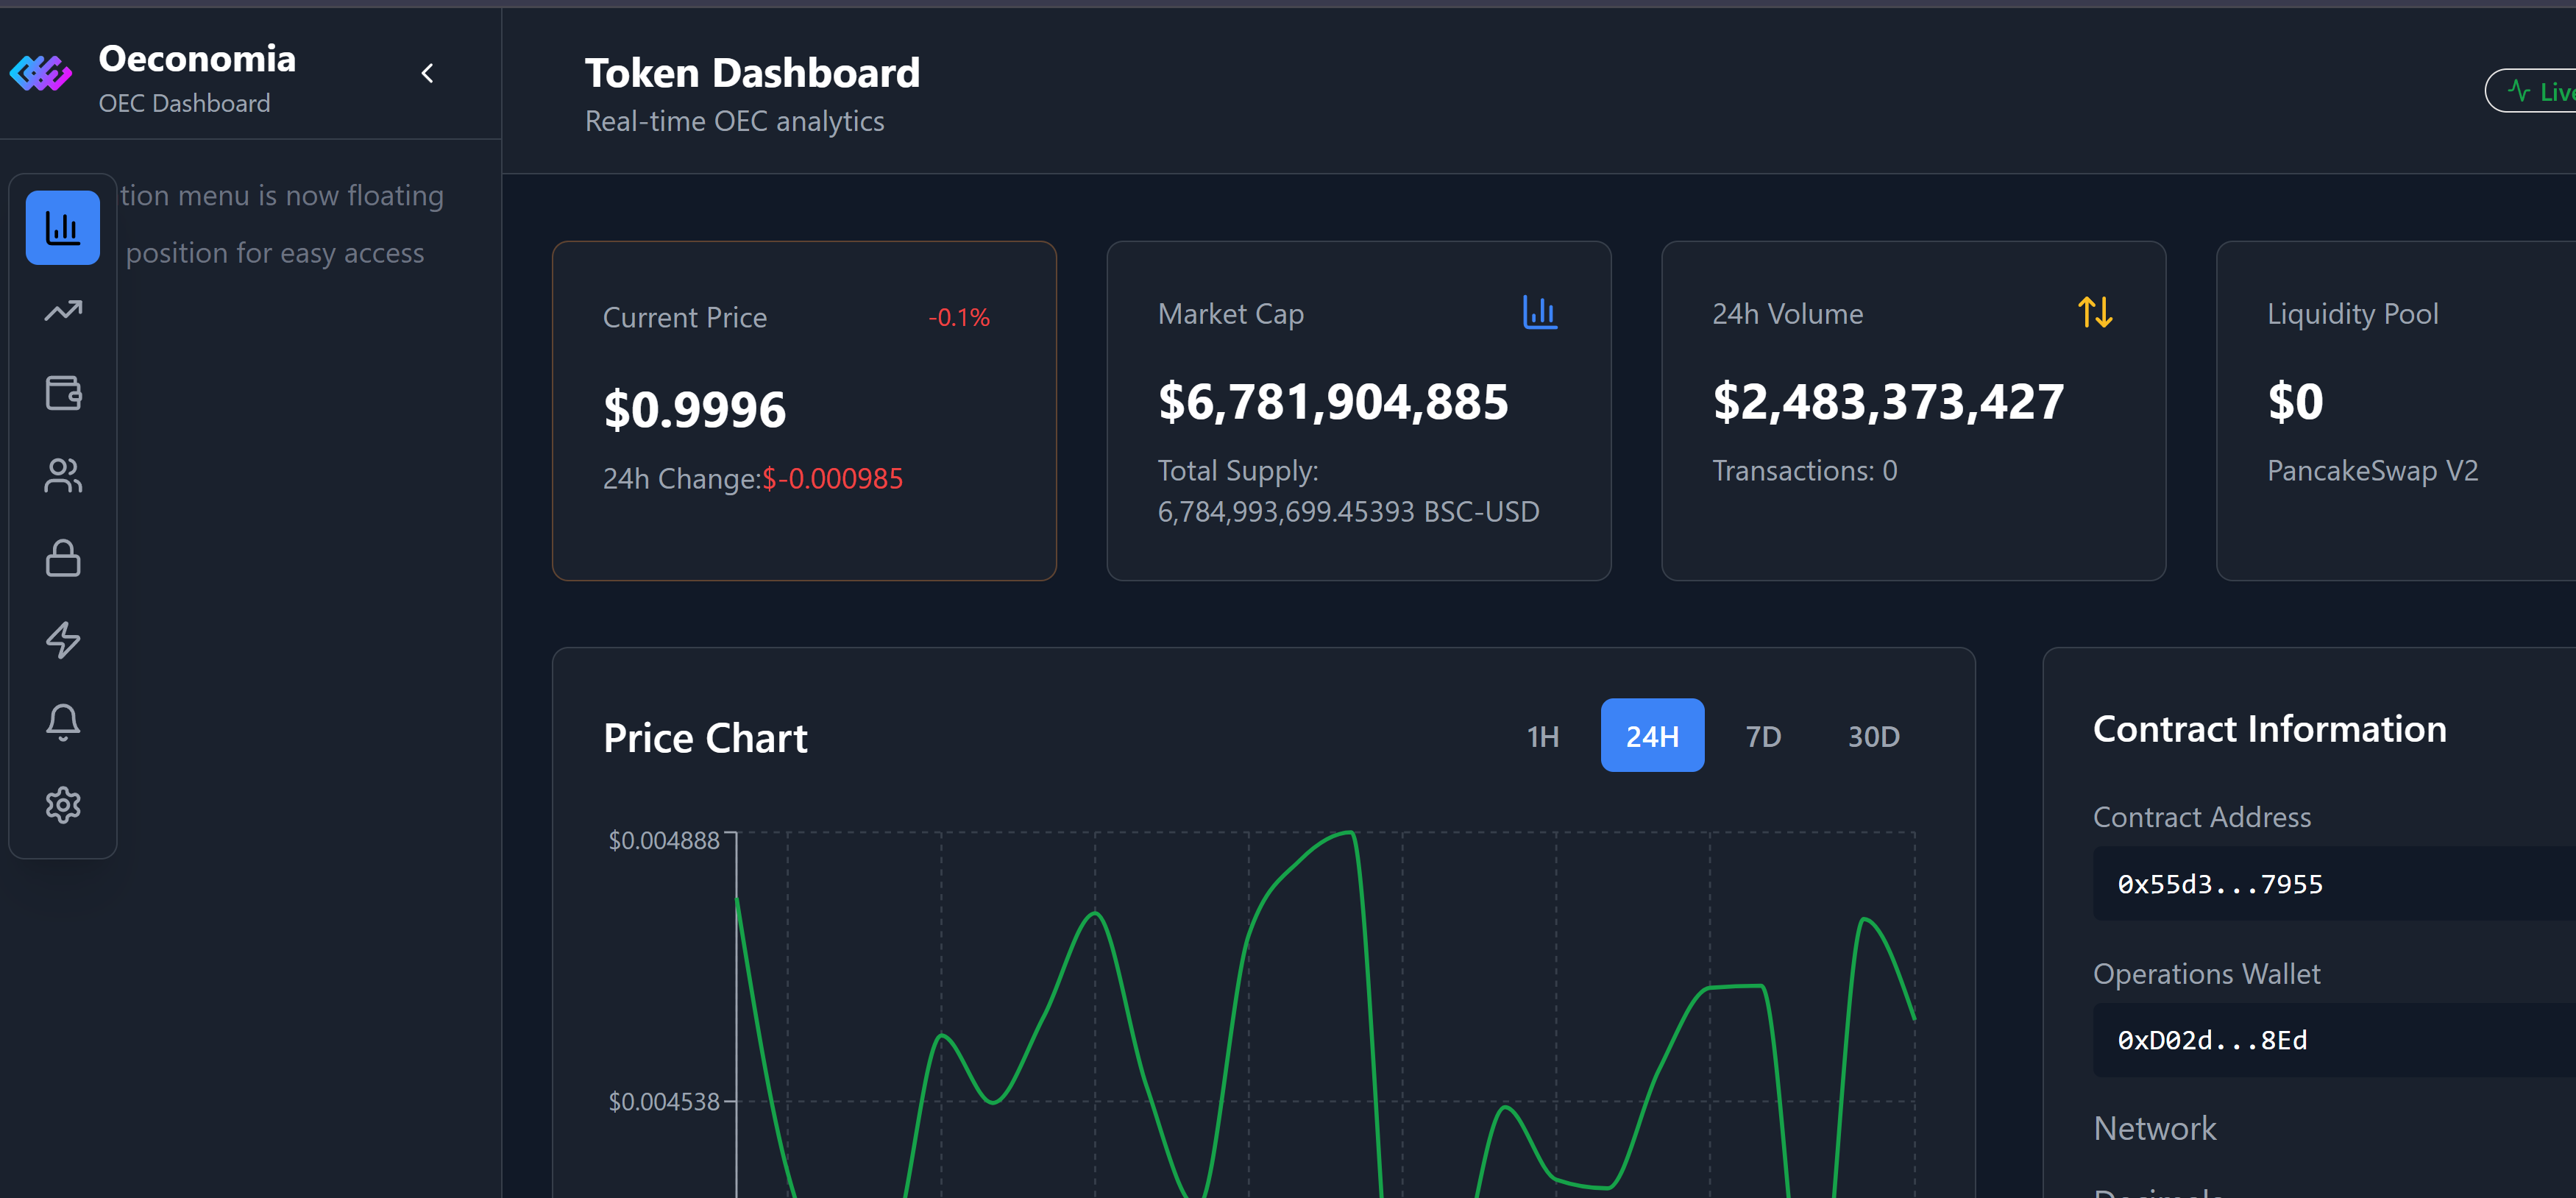 Oeconomia
OEC Dashboard
tion menu is now floating
position for easy access
Token Dashboard
Real-time OEC analytics
Current Price
-0.1%
$0.9996
24h Change:$-0.000985
Market Cap
$6,781,904,885
Total Supply:
6,784,993,699.45393 BSC-USD
24h Volume
$2,483,373,427
Transactions: 0
Liquidity Pool
$0
PancakeSwap V2
Price Chart
1H
24H
7D
30D
$0.004888
$0.004538
Contract Information
Contract Address
0x55d3...7955
Operations Wallet
0xD02d...8Ed
Network